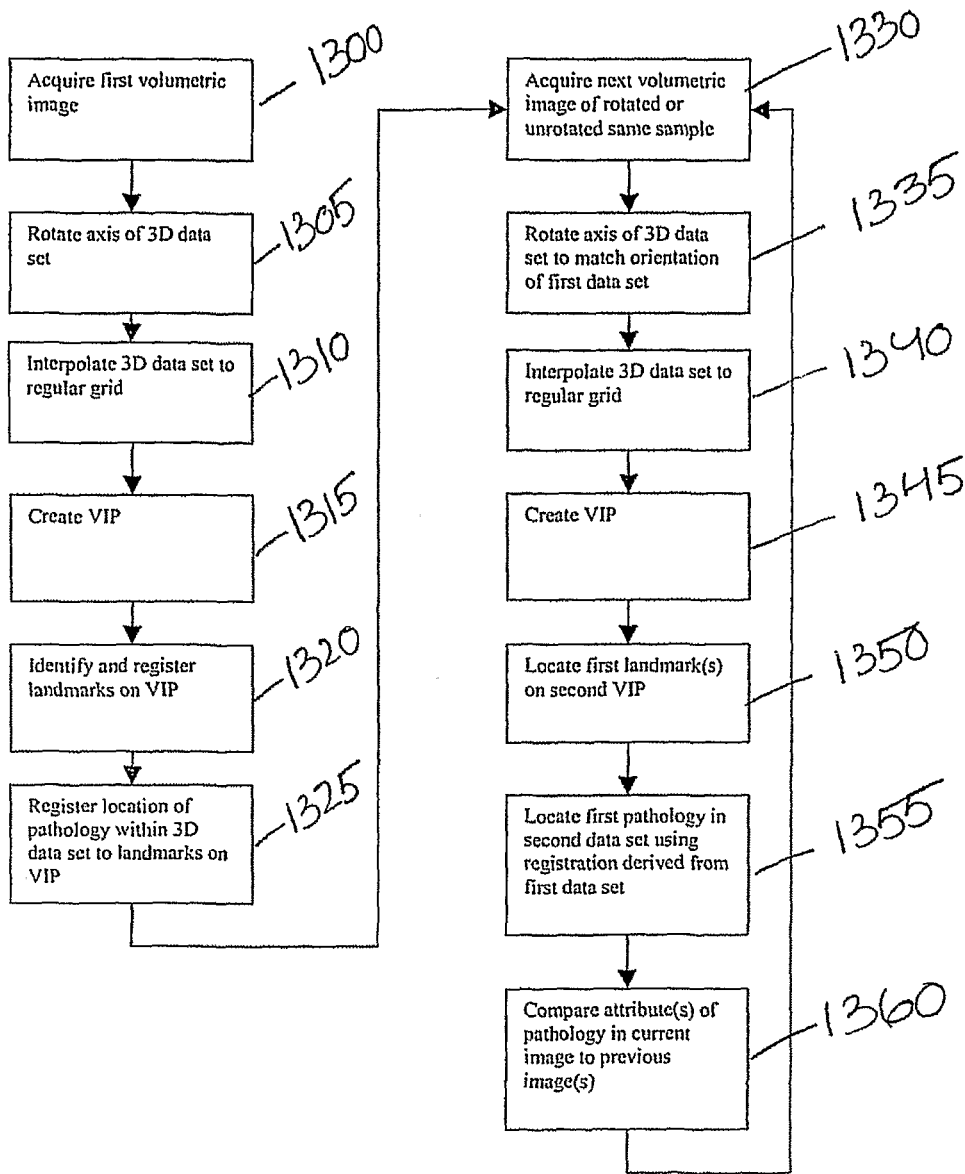 Acquire first volumetric
image
1300
Rotate axis of 3D data
set
1305
Interpolate 3D data set to
regular grid
1310
Create VIP
1315
Identify and register
landmarks on VIP
1320
Register location of
pathology within 3D
data set to landmarks on
VIP
1325
Acquire next volumetric
image of rotated or
unrotated same sample
1330
Rotate axis of 3D data
set to match orientation
of first data set
1335
Interpolate 3D data set to
regular grid
1340
Create VIP
1345
Locate first landmark(s)
on second VIP
1350
Locate first pathology in
second data set using
registration derived from
first data set
1355
Compare attribute(s) of
pathology in current
image to previous
image(s)
1360